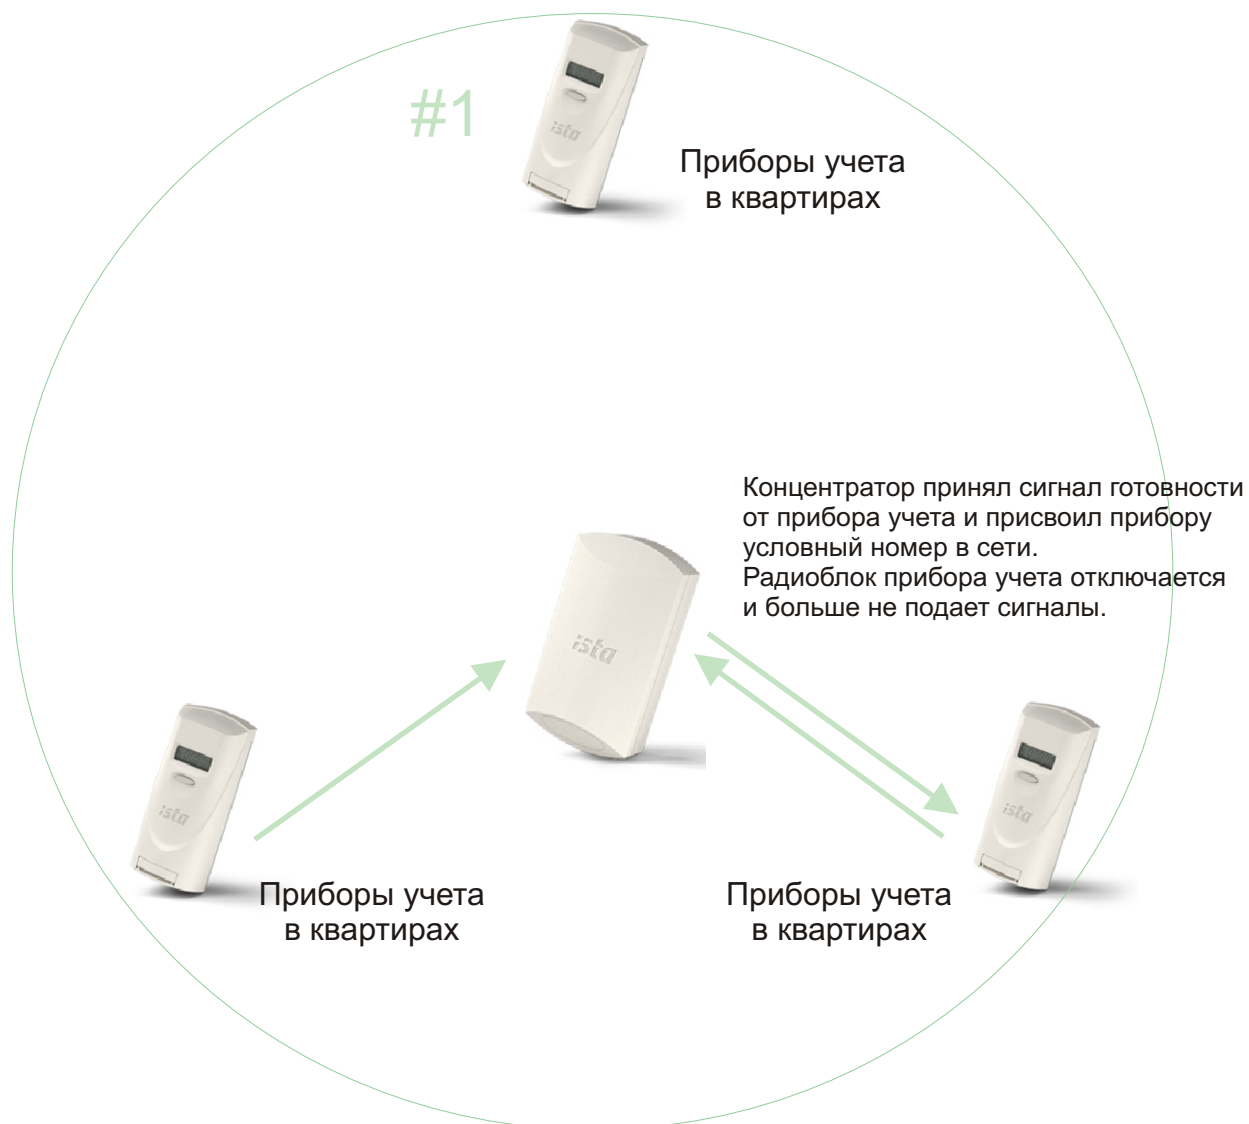 #1
ista
Приборы учета
в квартирах
Концентратор принял сигнал готовности
от прибора учета и присвоил прибору
условный номер в сети.
Радиоблок прибора учета отключается
и больше не подает сигналы.
ista
ista
ista
Приборы учета
в квартирах
Приборы учета
в квартирах